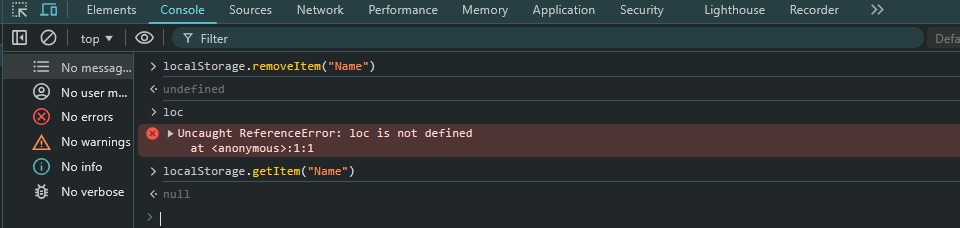 Elements Console Sources Network Performance Memory Application Security Lighthouse Recorder
top Filter Defa
No messag...
No user m...
No errors
No warnings
No info
No verbose
localStorage.removeItem("Name")
undefined
loc
Uncaught ReferenceError: loc is not defined
at <anonymous>:1:1
localStorage.getItem("Name")
null